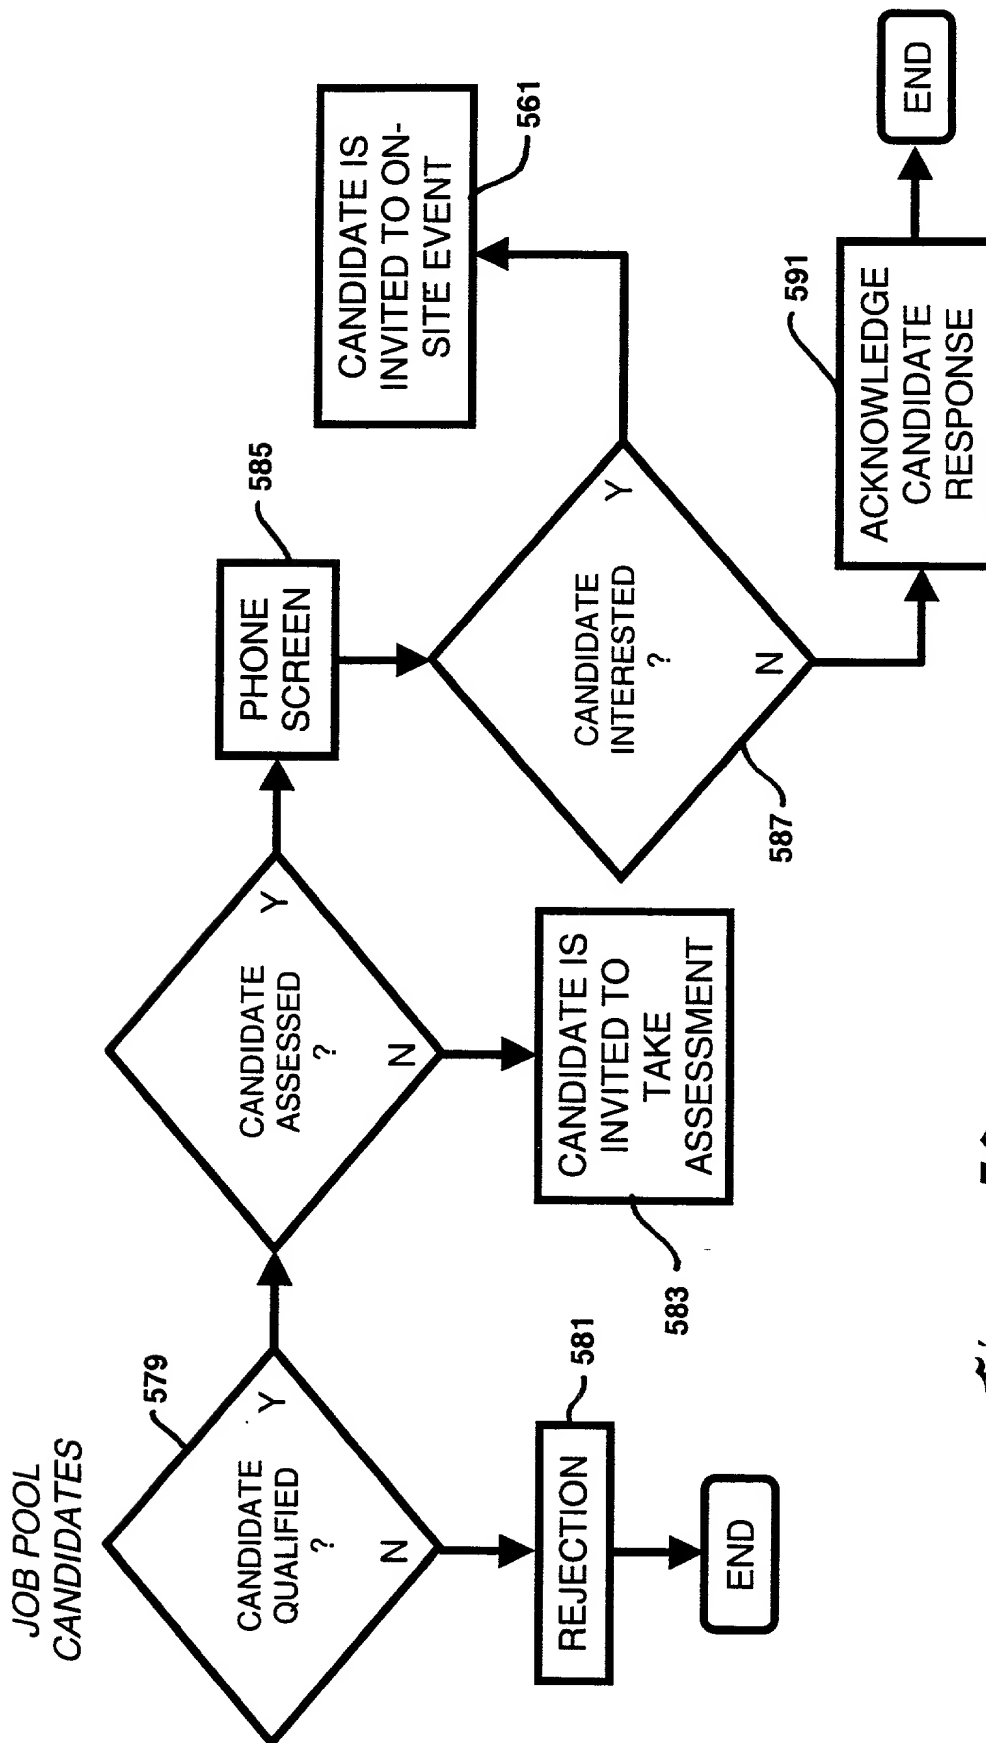 JOB POOL
CANDIDATES
579
CANDIDATE
QUALIFIED
?
Y
N
581
REJECTION
END
CANDIDATE
ASSESSED
?
Y
N
583
CANDIDATE IS
INVITED TO
TAKE
ASSESSMENT
585
PHONE
SCREEN
587
CANDIDATE
INTERESTED
?
Y
N
561
CANDIDATE IS
INVITED TO ON-
SITE EVENT
591
ACKNOWLEDGE
CANDIDATE
RESPONSE
END